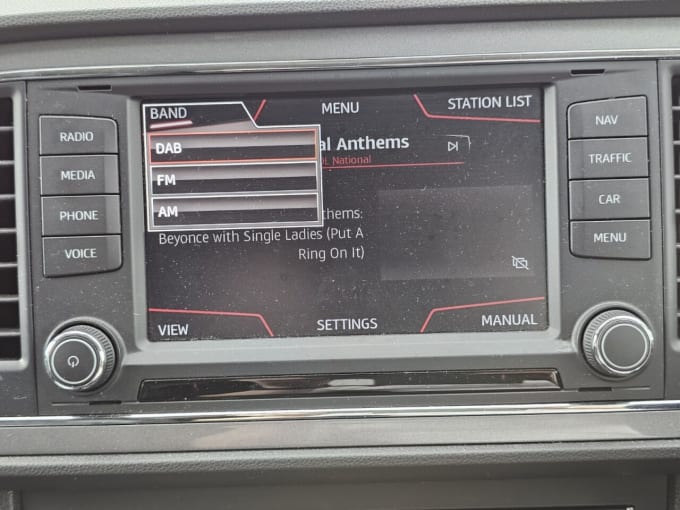 BAND
MENU
STATION LIST
DAB
FM
AM
al Anthems
L National
thems:
Beyonce with Single Ladies (Put A
Ring On It)
VIEW
SETTINGS
MANUAL
RADIO
MEDIA
PHONE
VOICE
NAV
TRAFFIC
CAR
MENU